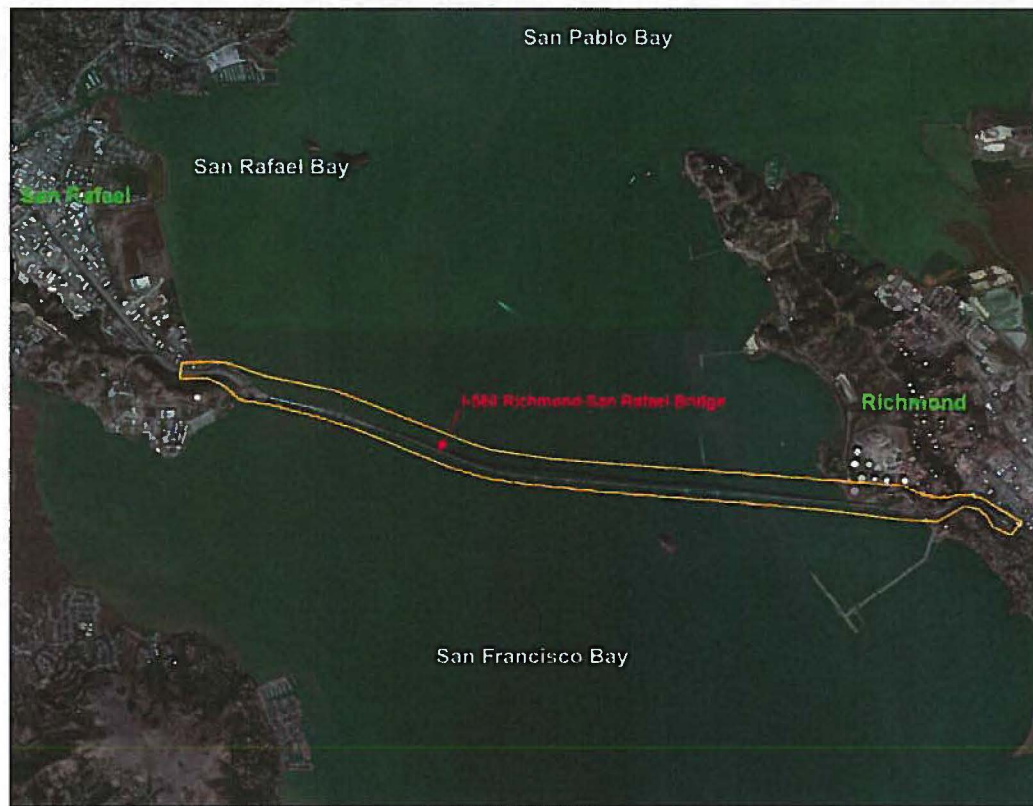 San Pablo Bay
San Rafael Bay
San Rafael
I-580 Richmond-San Rafael Bridge
Richmond
San Francisco Bay